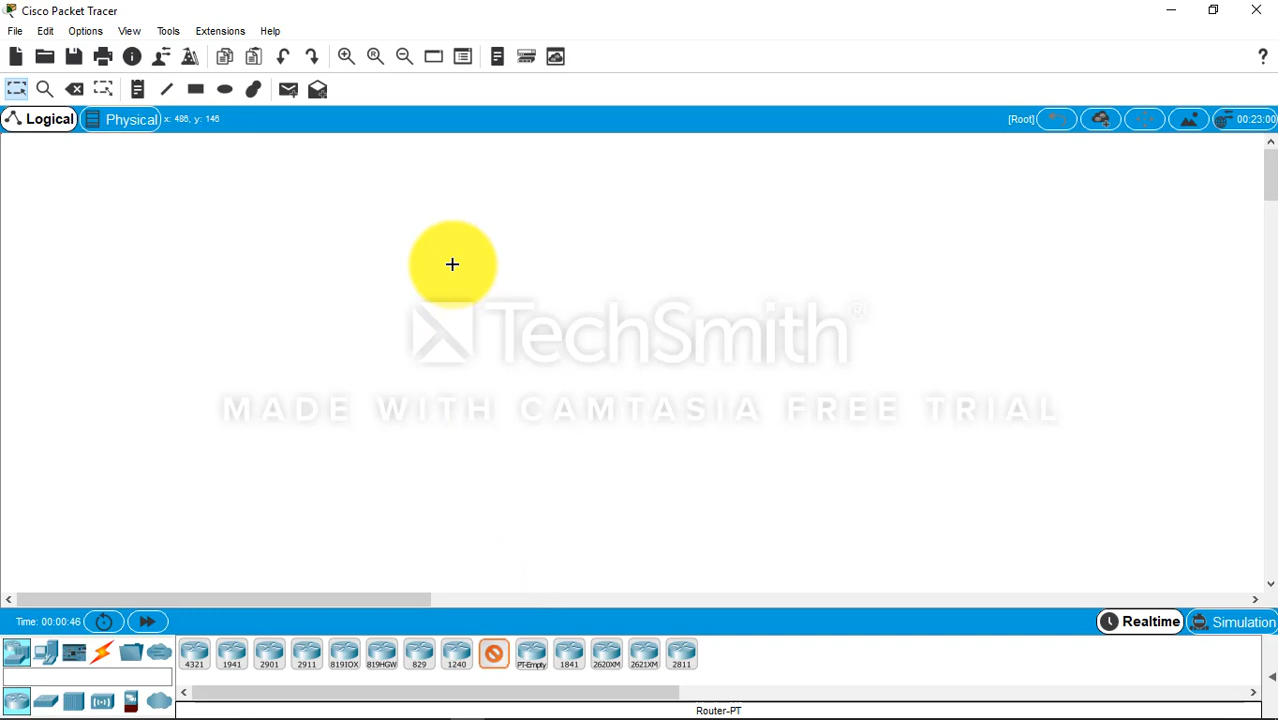 Cisco Packet Tracer
File Edit Options View Tools Extensions Help
?
Logical Physical x: 486, y: 146 [Root] 00:23:00
TechSmith®
MADE WITH CAMTASIA FREE TRIAL
Time: 00:00:46 Realtime Simulation
4321 1941 2901 2911 819IOX 819HGW 829 1240 PT-Empty 1841 2620XM 2621XM 2811
Router-PT